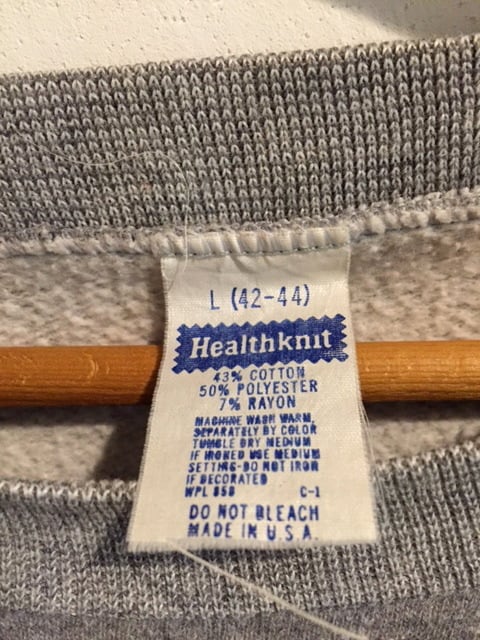 L (42-44)
Healthknit
43% COTTON
50% POLYESTER
7% RAYON
MACHINE WASH WARM,
SEPARATELY BY COLOR
TUMBLE DRY MEDIUM
IF IRONED USE MEDIUM
SETTING-DO NOT IRON
IF DECORATED
WPL 858 C-1
DO NOT BLEACH
MADE IN U.S.A.